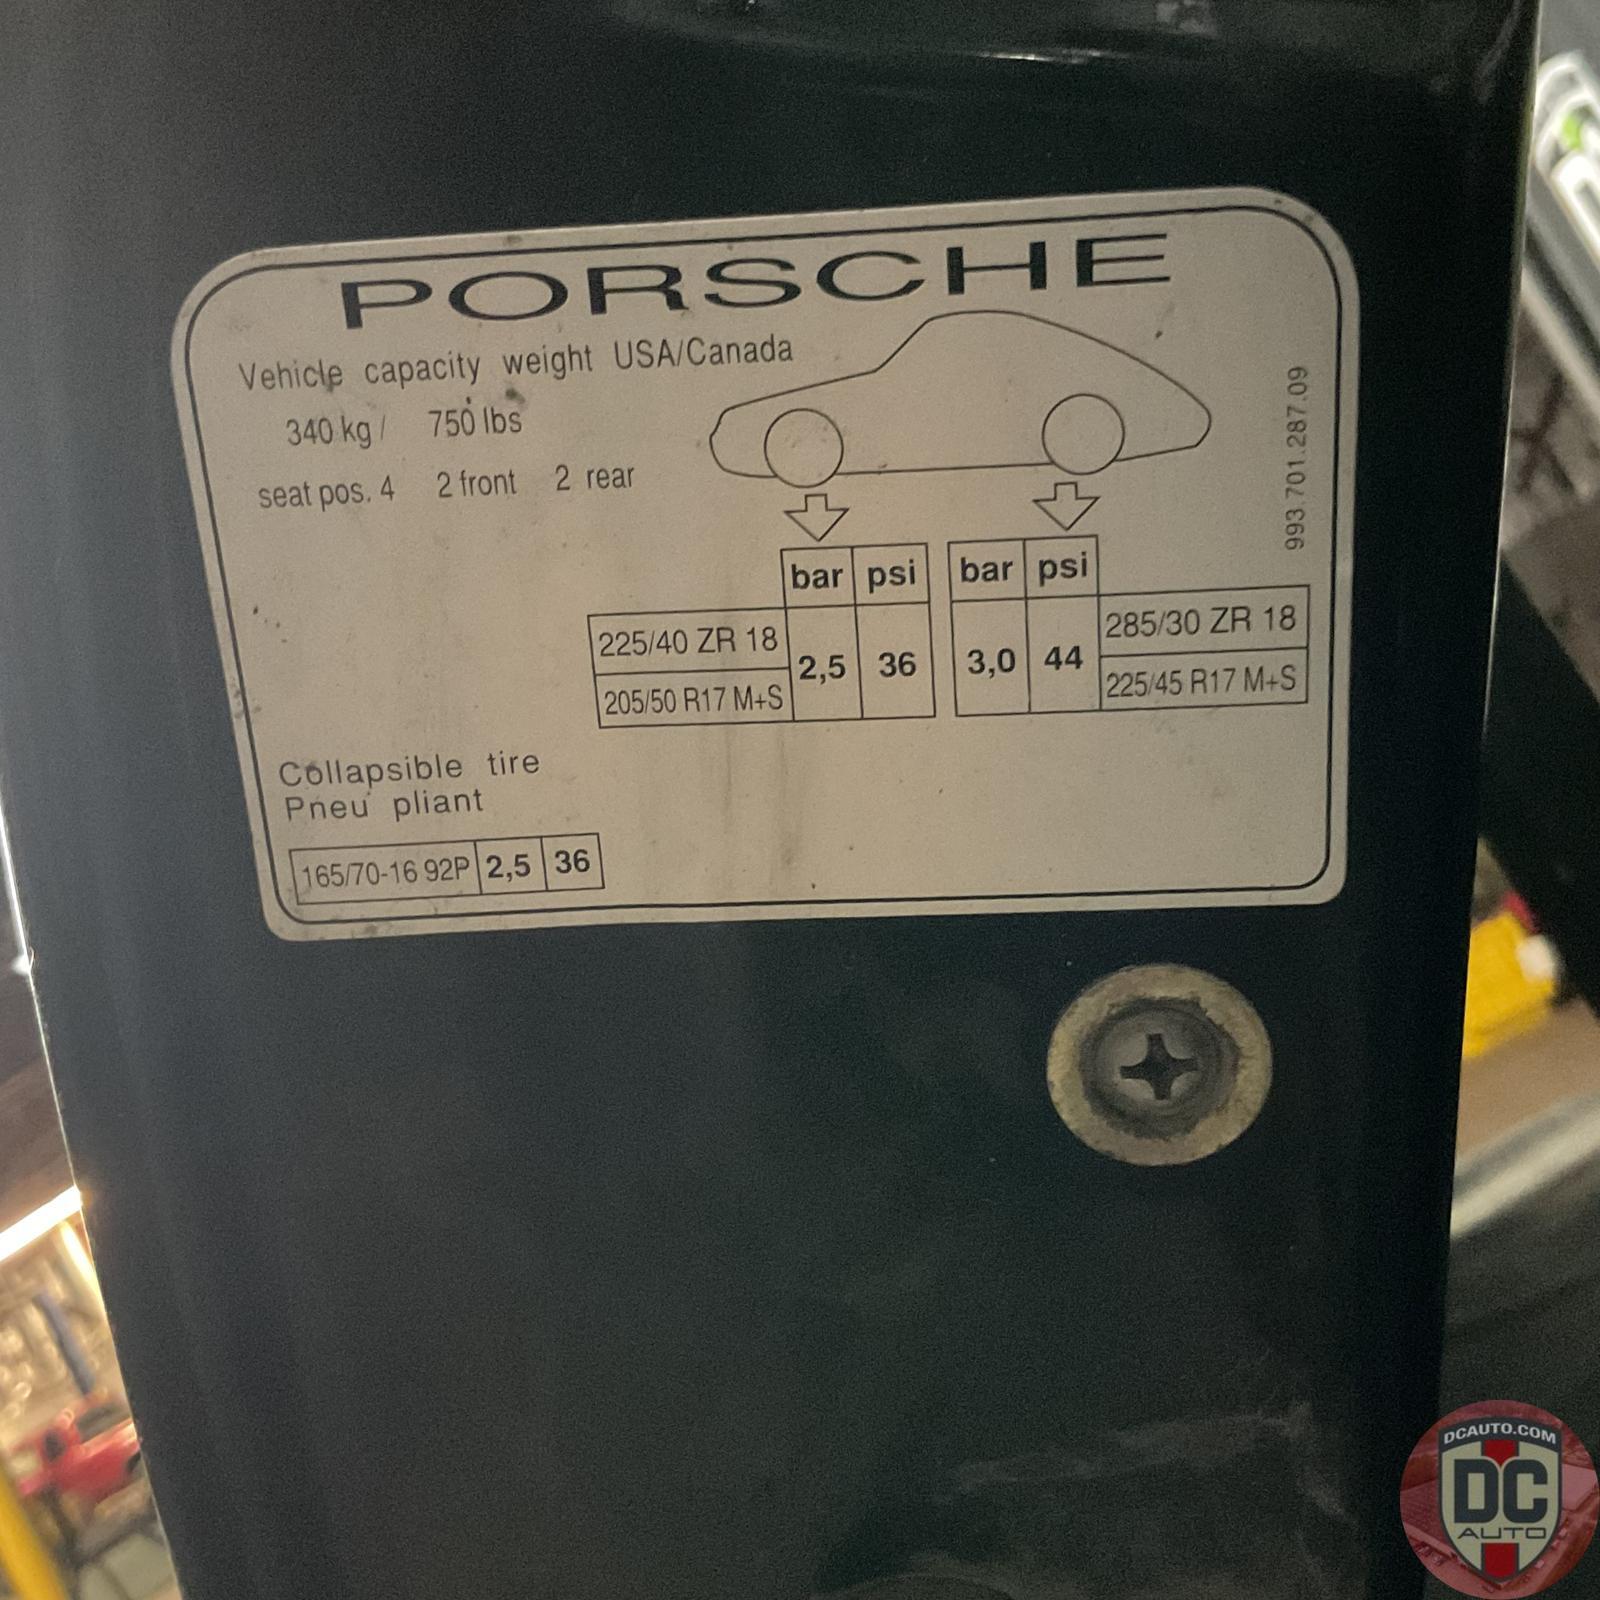 PORSCHE
Vehicle capacity weight USA/Canada
340 kg / 750 lbs
seat pos. 4 2 front 2 rear
993.701.287.09
bar psi bar psi
225/40 ZR 18 2,5 36 3,0 44 285/30 ZR 18
205/50 R17 M+S 225/45 R17 M+S
Collapsible tire
Pneu pliant
165/70-16 92P 2,5 36
DCAUTO.COM
DC
AUTO